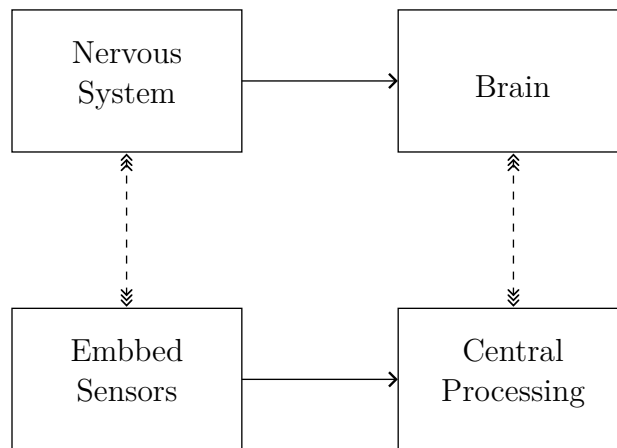 Nervous
System
Brain
Embbed
Sensors
Central
Processing